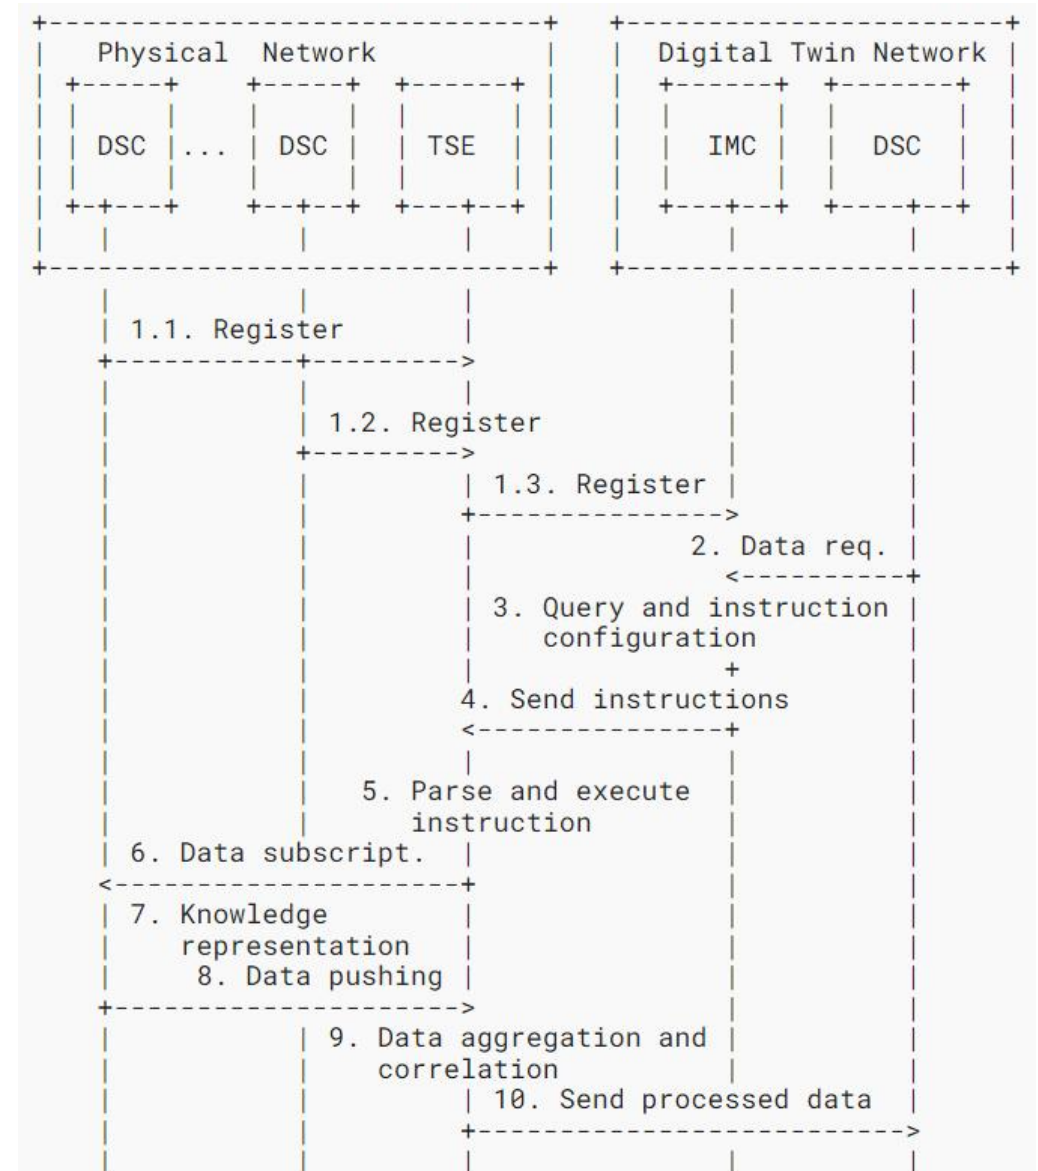 Physical Network Digital Twin Network
DSC ... DSC TSE IMC DSC
1.1. Register
1.2. Register
1.3. Register
2. Data req.
3. Query and instruction
configuration
4. Send instructions
5. Parse and execute
instruction
6. Data subscript.
7. Knowledge
representation
8. Data pushing
9. Data aggregation and
correlation
10. Send processed data